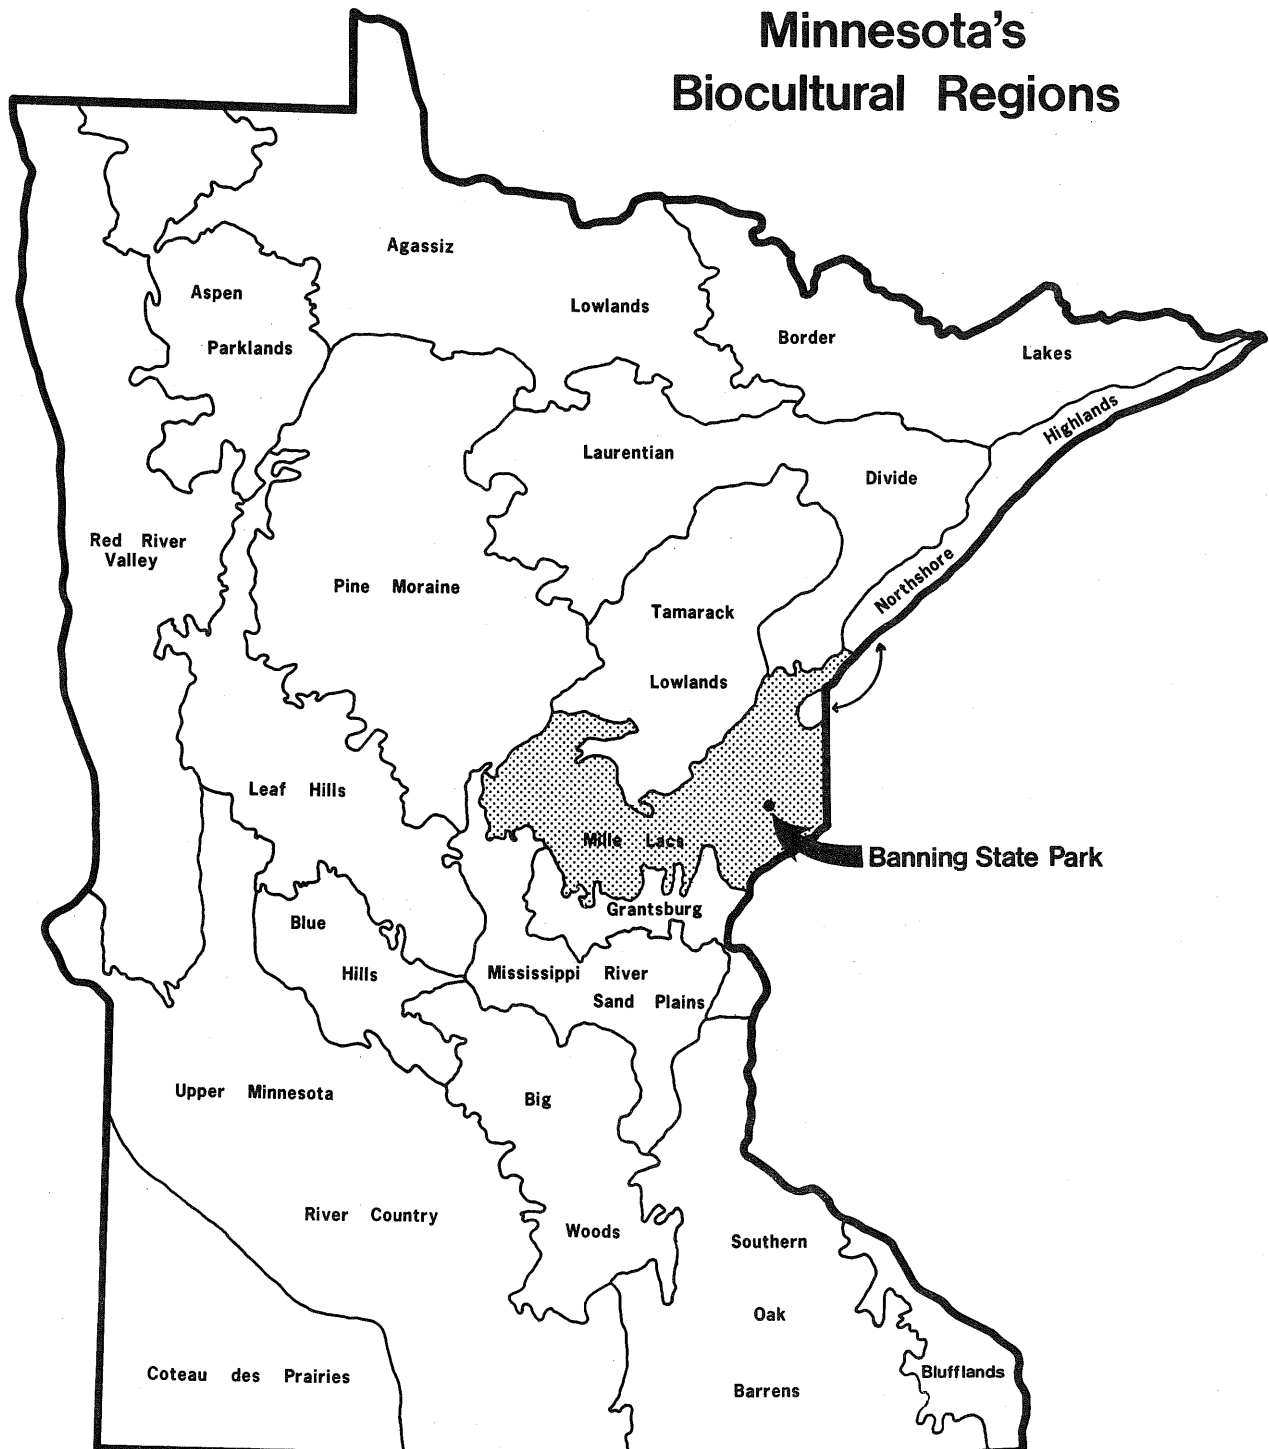 Minnesota's
Biocultural Regions
Agassiz
Lowlands
Aspen
Parklands
Border
Lakes
Northshore Highlands
Laurentian
Divide
Red River
Valley
Pine Moraine
Tamarack
Lowlands
Leaf Hills
Mille Lacs
Banning State Park
Grantsburg
Blue
Hills
Mississippi River
Sand Plains
Upper Minnesota
River Country
Big
Woods
Southern
Oak
Barrens
Coteau des Prairies
Blufflands